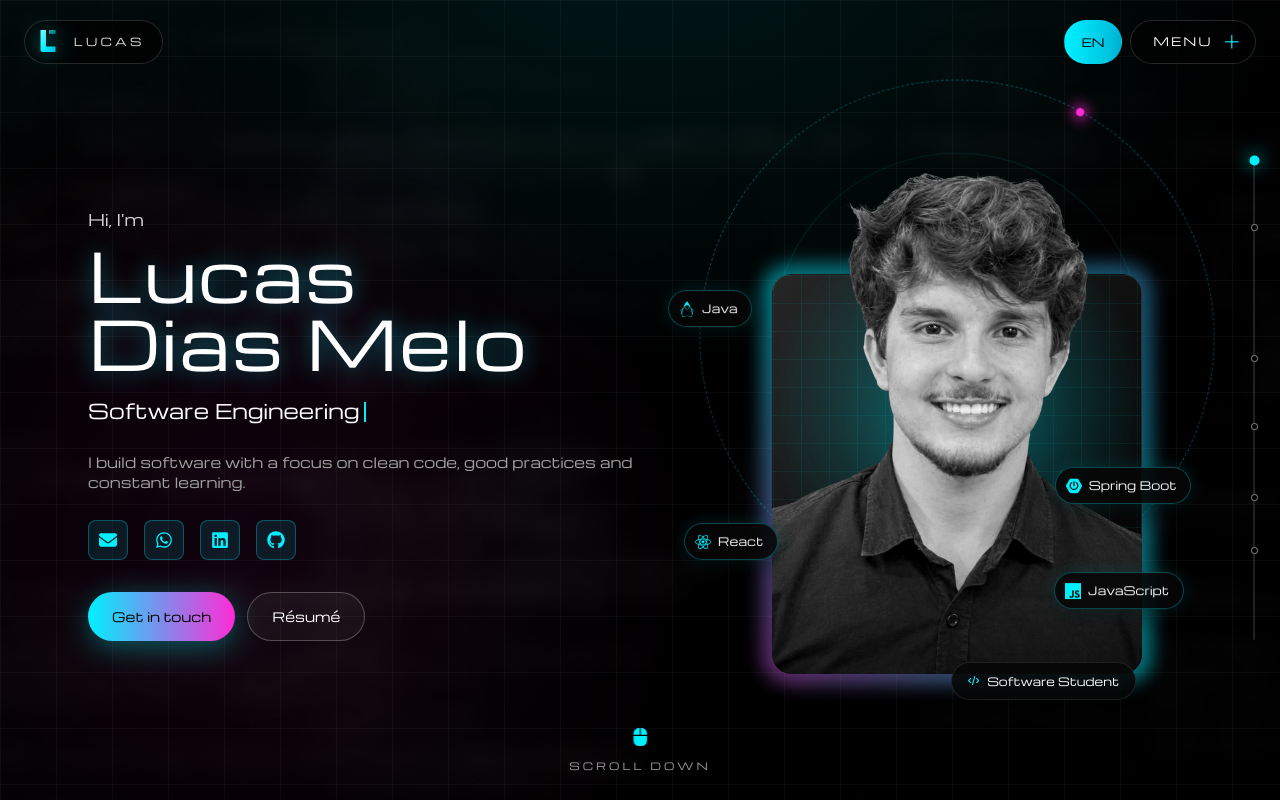 LUCAS
EN
MENU
Hi, I'm
Lucas
Dias Melo
Software Engineering
I build software with a focus on clean code, good practices and
constant learning.
Get in touch
Résumé
Java
Spring Boot
React
JS
JavaScript
Software Student
SCROLL DOWN